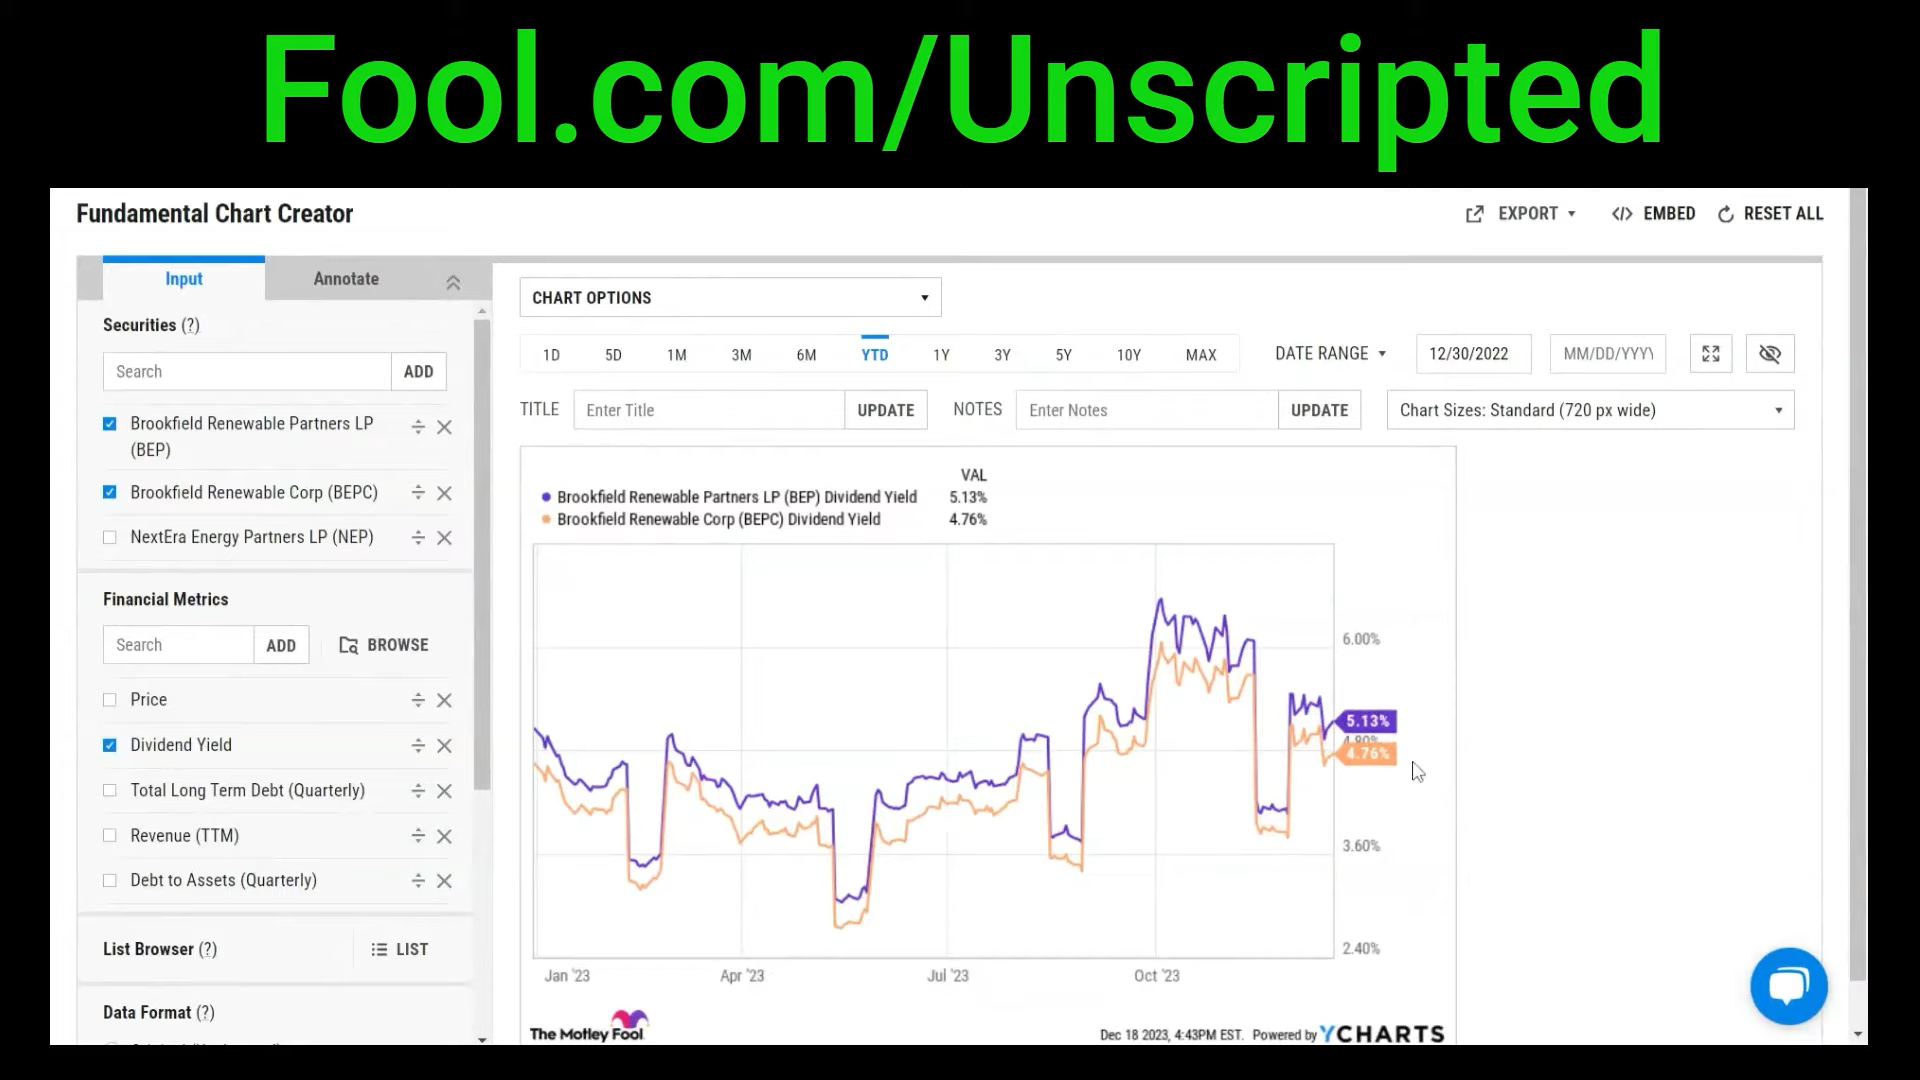 Fool.com/Unscripted
Fundamental Chart Creator
EXPORT
</> EMBED
RESET ALL
Input
Annotate
Securities (?)
Search
ADD
Brookfield Renewable Partners LP
(BEP)
Brookfield Renewable Corp (BEPC)
NextEra Energy Partners LP (NEP)
Financial Metrics
Search
ADD
BROWSE
Price
Dividend Yield
Total Long Term Debt (Quarterly)
Revenue (TTM)
Debt to Assets (Quarterly)
List Browser (?)
LIST
Data Format (?)
CHART OPTIONS
1D 5D 1M 3M 6M YTD 1Y 3Y 5Y 10Y MAX
DATE RANGE
12/30/2022
MM/DD/YYYY
TITLE
Enter Title
UPDATE
NOTES
Enter Notes
UPDATE
Chart Sizes: Standard (720 px wide)
VAL
Brookfield Renewable Partners LP (BEP) Dividend Yield 5.13%
Brookfield Renewable Corp (BEPC) Dividend Yield 4.76%
6.00%
5.13%
4.80%
4.76%
3.60%
2.40%
Jan '23 Apr '23 Jul '23 Oct '23
The Motley Fool
Dec 18 2023, 4:43PM EST. Powered by YCHARTS